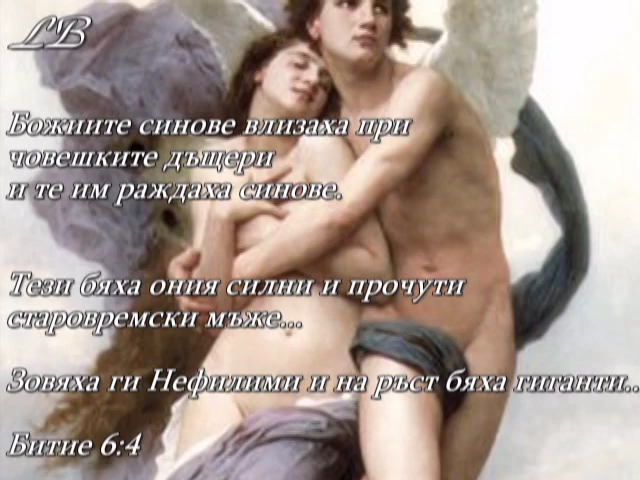 LB
Божиите синове влизаха при
човешките дъщери
и те им раждаха синове.
Тези бяха ония силни и прочути
старовремски мъже...
Зовяха ги Нефилими и на ръст бяха гиганти..
Битие 6:4